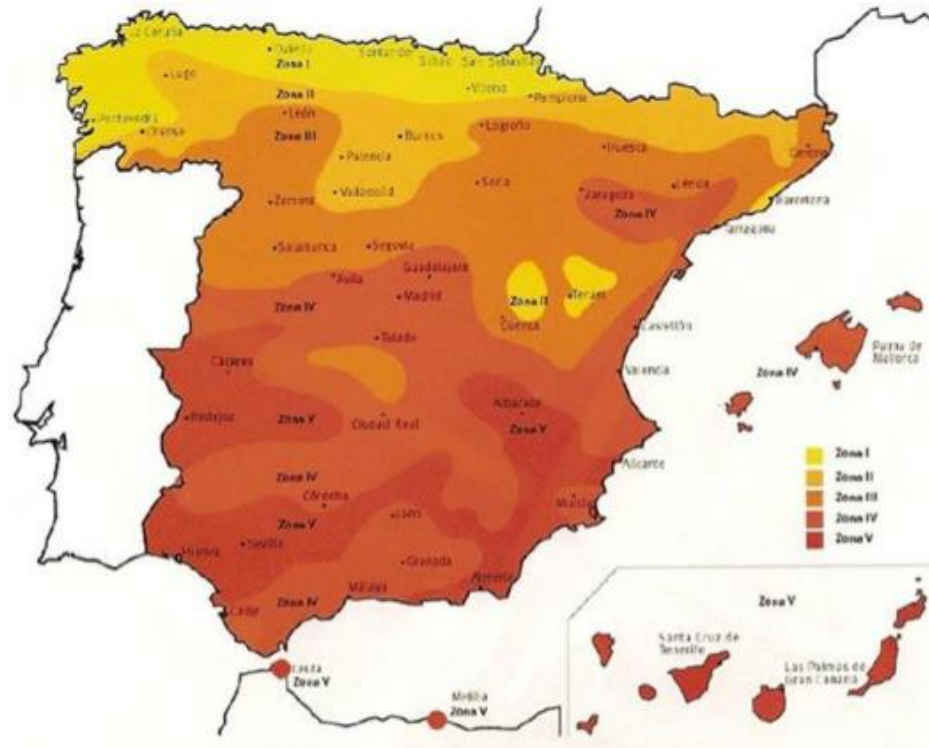 La Coruña
Oviedo
Santander
Bilbao
San Sebastián
Zona I
Lugo
Vitoria
Pamplona
Zona II
León
Pontevedra
Orense
Zona III
Burgos
Logroño
Huesca
Gerona
Palencia
Valladolid
Soria
Zaragoza
Lérida
Barcelona
Zamora
Zona IV
Tarragona
Salamanca
Segovia
Guadalajara
Ávila
Madrid
Zona II
Teruel
Zona IV
Cuenca
Castellón
Toledo
Palma de
Mallorca
Cáceres
Valencia
Zona IV
Badajoz
Zona V
Ciudad Real
Albacete
Zona V
Alicante
Zona IV
Córdoba
Murcia
Jaén
Zona V
Sevilla
Huelva
Granada
Almería
Málaga
Cádiz
Zona IV
Ceuta
Zona V
Melilla
Zona V
Zona I
Zona II
Zona III
Zona IV
Zona V
Zona V
Santa Cruz de
Tenerife
Las Palmas de
Gran Canaria